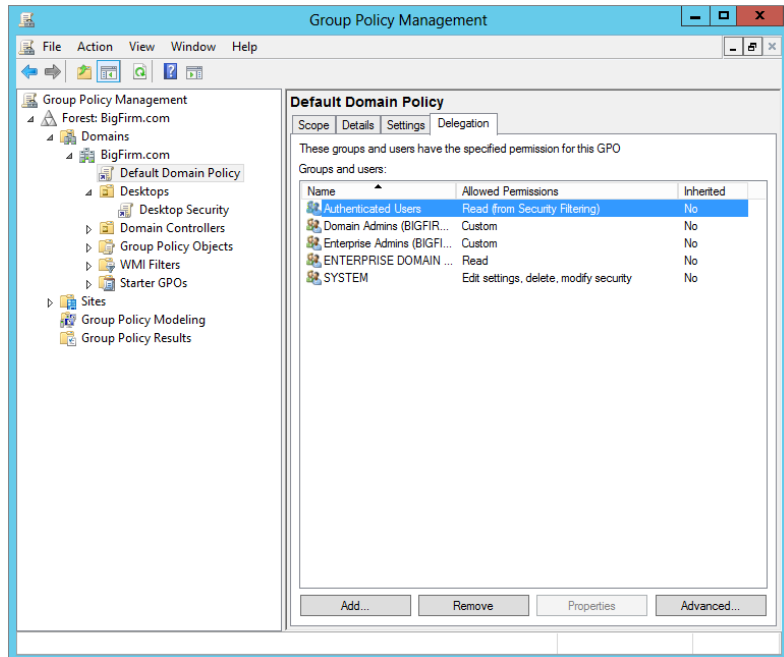 Group Policy Management
File Action View Window Help
Group Policy Management
Forest: BigFirm.com
Domains
BigFirm.com
Default Domain Policy
Desktops
Desktop Security
Domain Controllers
Group Policy Objects
WMI Filters
Starter GPOs
Sites
Group Policy Modeling
Group Policy Results
Default Domain Policy
Scope Details Settings Delegation
These groups and users have the specified permission for this GPO
Groups and users:
Name Allowed Permissions Inherited
Authenticated Users Read (from Security Filtering) No
Domain Admins (BIGFIR... Custom No
Enterprise Admins (BIGFI... Custom No
ENTERPRISE DOMAIN ... Read No
SYSTEM Edit settings, delete, modify security No
Add... Remove Properties Advanced...